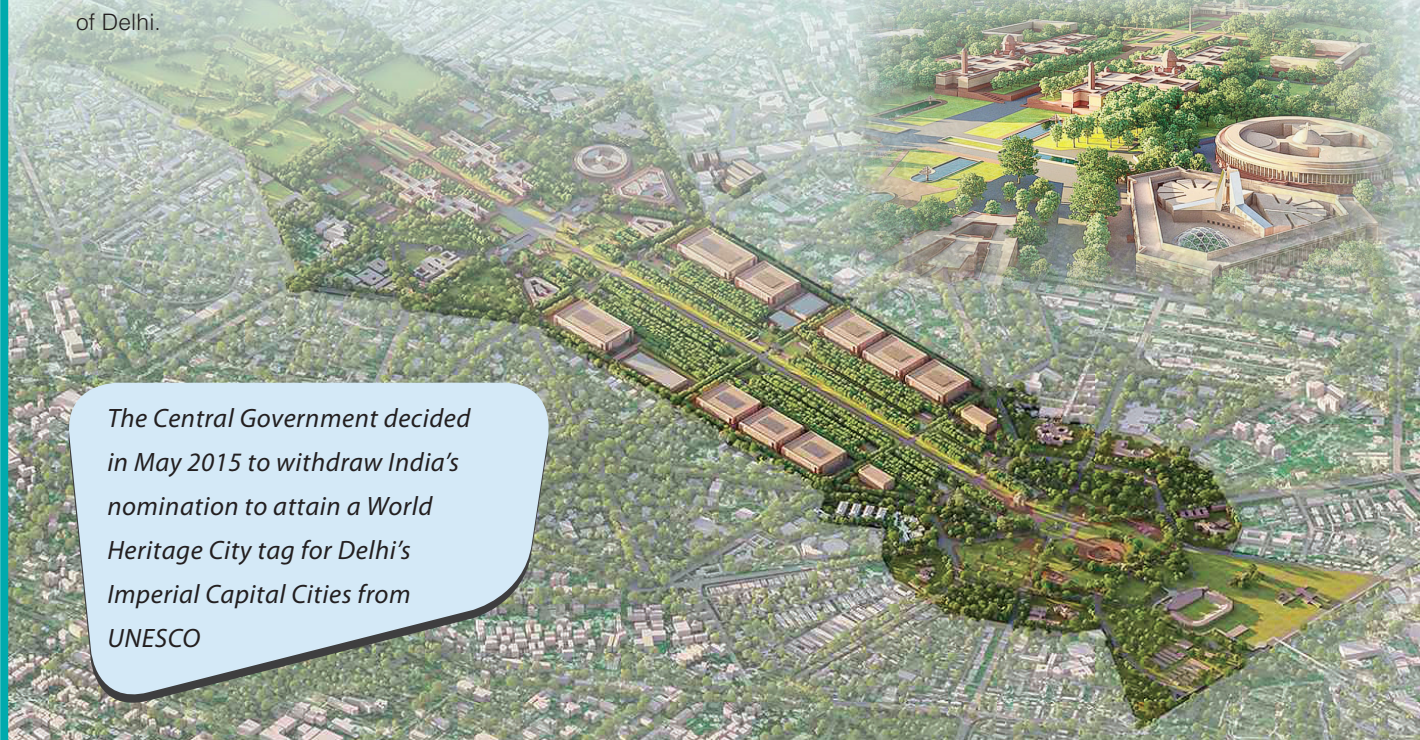 of Delhi.
The Central Government decided
in May 2015 to withdraw India’s
nomination to attain a World
Heritage City tag for Delhi’s
Imperial Capital Cities from
UNESCO